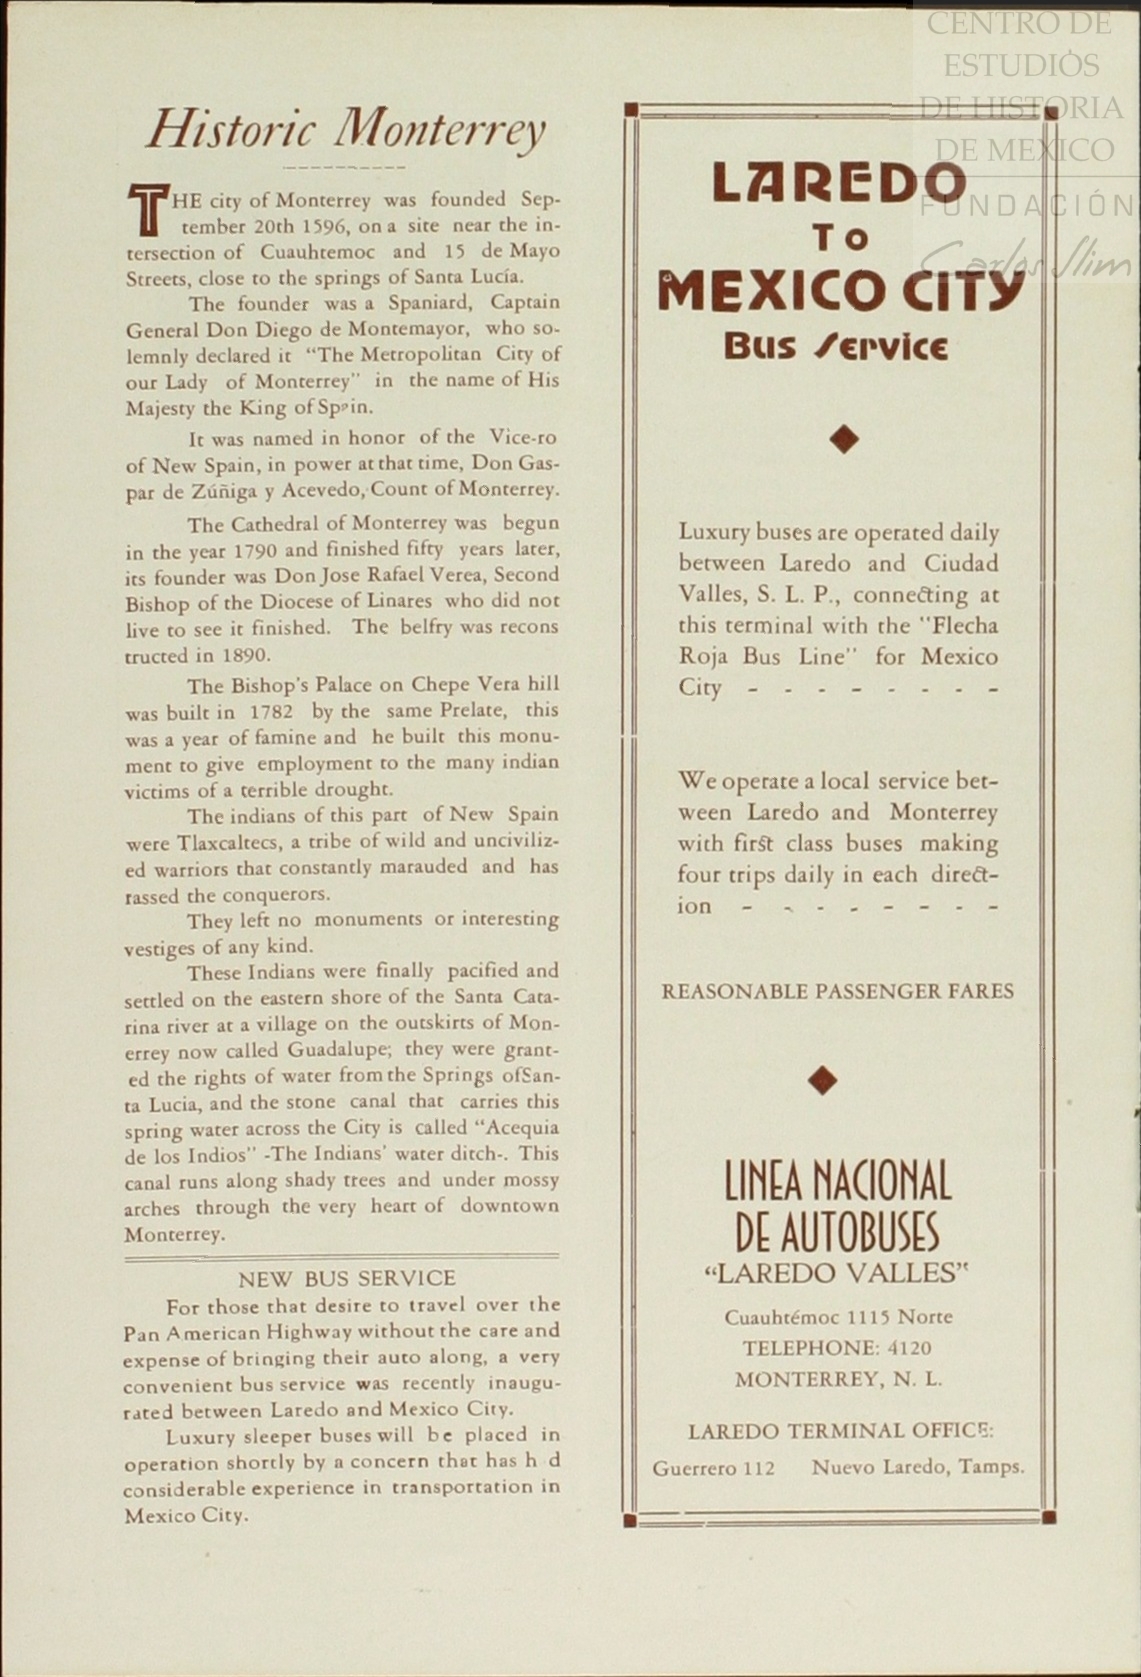 Historic Monterrey
THE city of Monterrey was founded Sep-
tember 20th 1596, on a site near the in-
tersection of Cuauhtemoc and 15 de Mayo
Streets, close to the springs of Santa Lucía.
The founder was a Spaniard, Captain
General Don Diego de Montemayor, who so-
lemnly declared it "The Metropolitan City of
our Lady of Monterrey" in the name of His
Majesty the King of Spain.
It was named in honor of the Vice-ro
of New Spain, in power at that time, Don Gas-
par de Zúñiga y Acevedo, Count of Monterrey.
The Cathedral of Monterrey was begun
in the year 1790 and finished fifty years later,
its founder was Don Jose Rafael Verea, Second
Bishop of the Diocese of Linares who did not
live to see it finished. The belfry was recons
tructed in 1890.
The Bishop's Palace on Chepe Vera hill
was built in 1782 by the same Prelate, this
was a year of famine and he built this monu-
ment to give employment to the many indian
victims of a terrible drought.
The indians of this part of New Spain
were Tlaxcaltecs, a tribe of wild and unciviliz-
ed warriors that constantly marauded and has
rassed the conquerors.
They left no monuments or interesting
vestiges of any kind.
These Indians were finally pacified and
settled on the eastern shore of the Santa Cata-
rina river at a village on the outskirts of Mon-
errey now called Guadalupe; they were grant-
ed the rights of water from the Springs ofSan-
ta Lucia, and the stone canal that carries this
spring water across the City is called "Acequia
de los Indios" -The Indians' water ditch-. This
canal runs along shady trees and under mossy
arches through the very heart of downtown
Monterrey.
NEW BUS SERVICE
For those that desire to travel over the
Pan American Highway without the care and
expense of bringing their auto along, a very
convenient bus service was recently inaugu-
rated between Laredo and Mexico City.
Luxury sleeper buses will be placed in
operation shortly by a concern that has h d
considerable experience in transportation in
Mexico City.
LAREDO
To
MEXICO CITY
Bus Service
Luxury buses are operated daily
between Laredo and Ciudad
Valles, S. L. P., connecting at
this terminal with the "Flecha
Roja Bus Line" for Mexico
City - - - - - - - -
We operate a local service bet-
ween Laredo and Monterrey
with first class buses making
four trips daily in each direct-
ion - - - - - - - -
REASONABLE PASSENGER FARES
LINEA NACIONAL
DE AUTOBUSES
"LAREDO VALLES"
Cuauhtémoc 1115 Norte
TELEPHONE: 4120
MONTERREY, N. L.
LAREDO TERMINAL OFFICE:
Guerrero 112 Nuevo Laredo, Tamps.
CENTRO DE
ESTUDIOS
DE HISTORIA
DE MEXICO
FUNDACIÓN
Carlos Slim